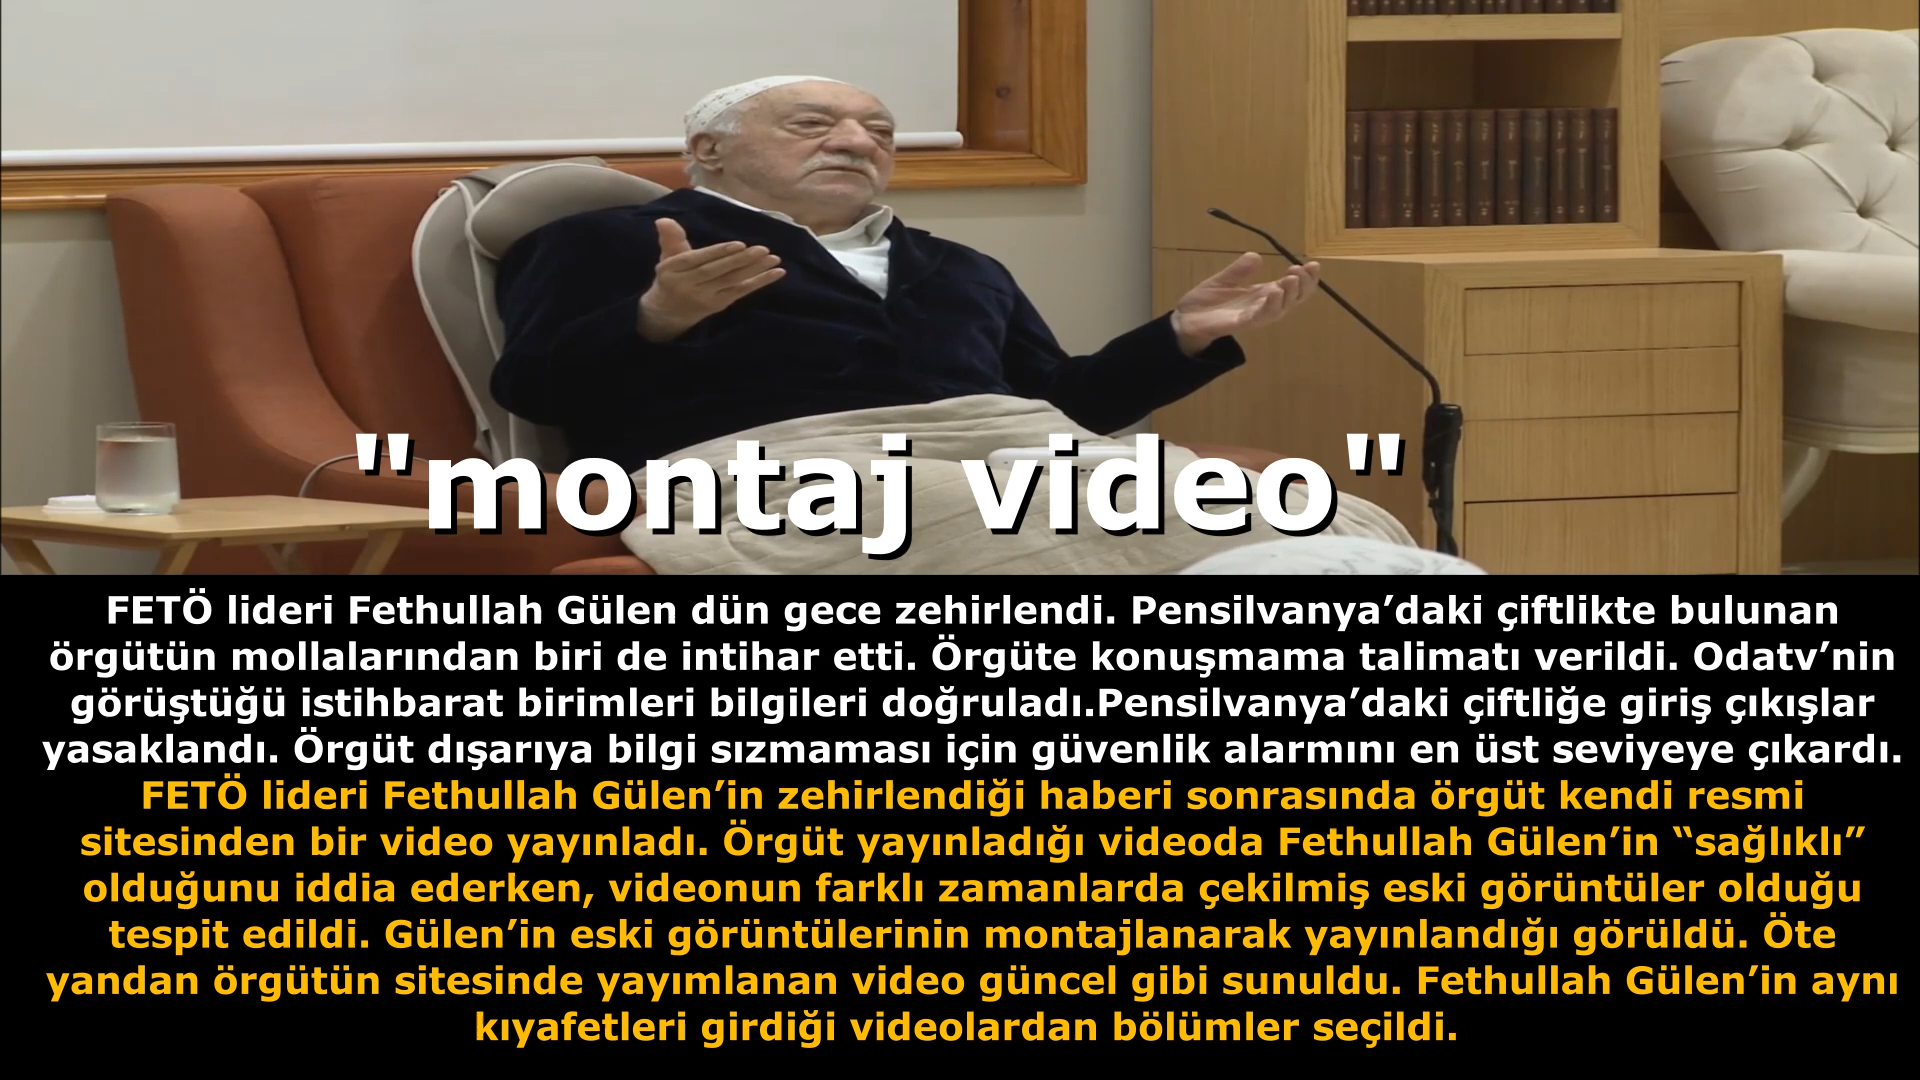 "montaj video"
FETÖ lideri Fethullah Gülen dün gece zehirlendi. Pensilvanya’daki çiftlikte bulunan
örgütün mollalarından biri de intihar etti. Örgüte konuşmama talimatı verildi. Odatv’nin
görüştüğü istihbarat birimleri bilgileri doğruladı.Pensilvanya’daki çiftliğe giriş çıkışlar
yasaklandı. Örgüt dışarıya bilgi sızmaması için güvenlik alarmını en üst seviyeye çıkardı.
FETÖ lideri Fethullah Gülen’in zehirlendiği haberi sonrasında örgüt kendi resmi
sitesinden bir video yayınladı. Örgüt yayınladığı videoda Fethullah Gülen’in “sağlıklı”
olduğunu iddia ederken, videonun farklı zamanlarda çekilmiş eski görüntüler olduğu
tespit edildi. Gülen’in eski görüntülerinin montajlanarak yayınlandığı görüldü. Öte
yandan örgütün sitesinde yayımlanan video güncel gibi sunuldu. Fethullah Gülen’in aynı
kıyafetleri girdiği videolardan bölümler seçildi.